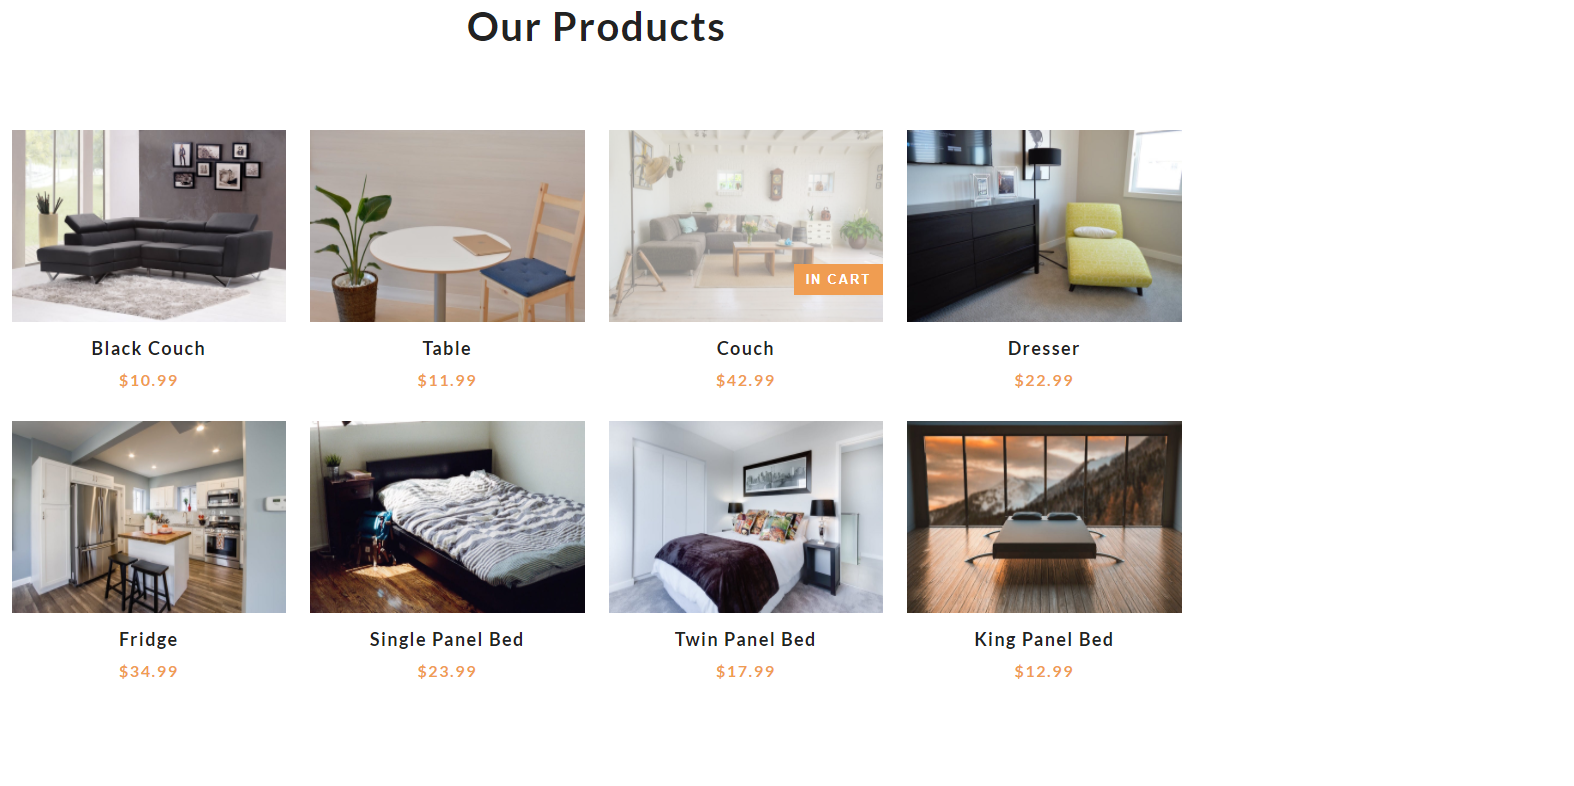 Our Products
IN CART
Black Couch
$10.99
Table
$11.99
Couch
$42.99
Dresser
$22.99
Fridge
$34.99
Single Panel Bed
$23.99
Twin Panel Bed
$17.99
King Panel Bed
$12.99